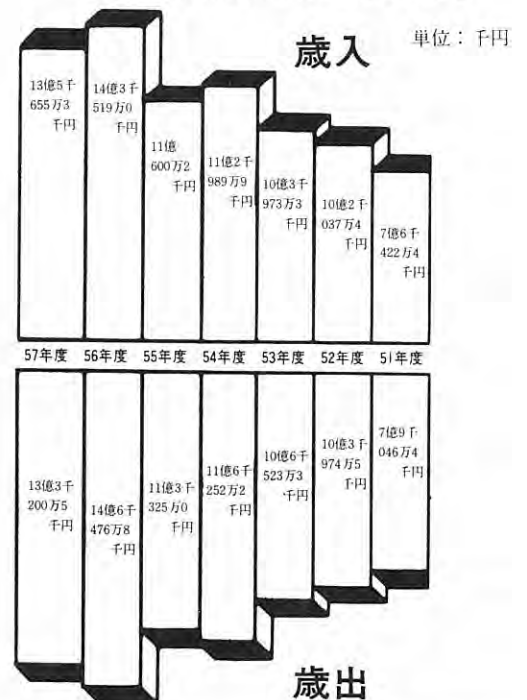 歳入
単位：千円
13億5千
655万3
千円
14億3千
519万0
千円
11億
600万2
千円
11億2千
989万9
千円
10億3千
973万3
千円
10億2千
037万4
千円
7億6千
422万4
千円
57年度 56年度 55年度 54年度 53年度 52年度 51年度
13億3千
200万5
千円
14億6千
476万8
千円
11億3千
325万0
千円
11億6千
252万2
千円
10億6千
523万3
千円
10億3千
974万5
千円
7億9千
046万4
千円
歳出